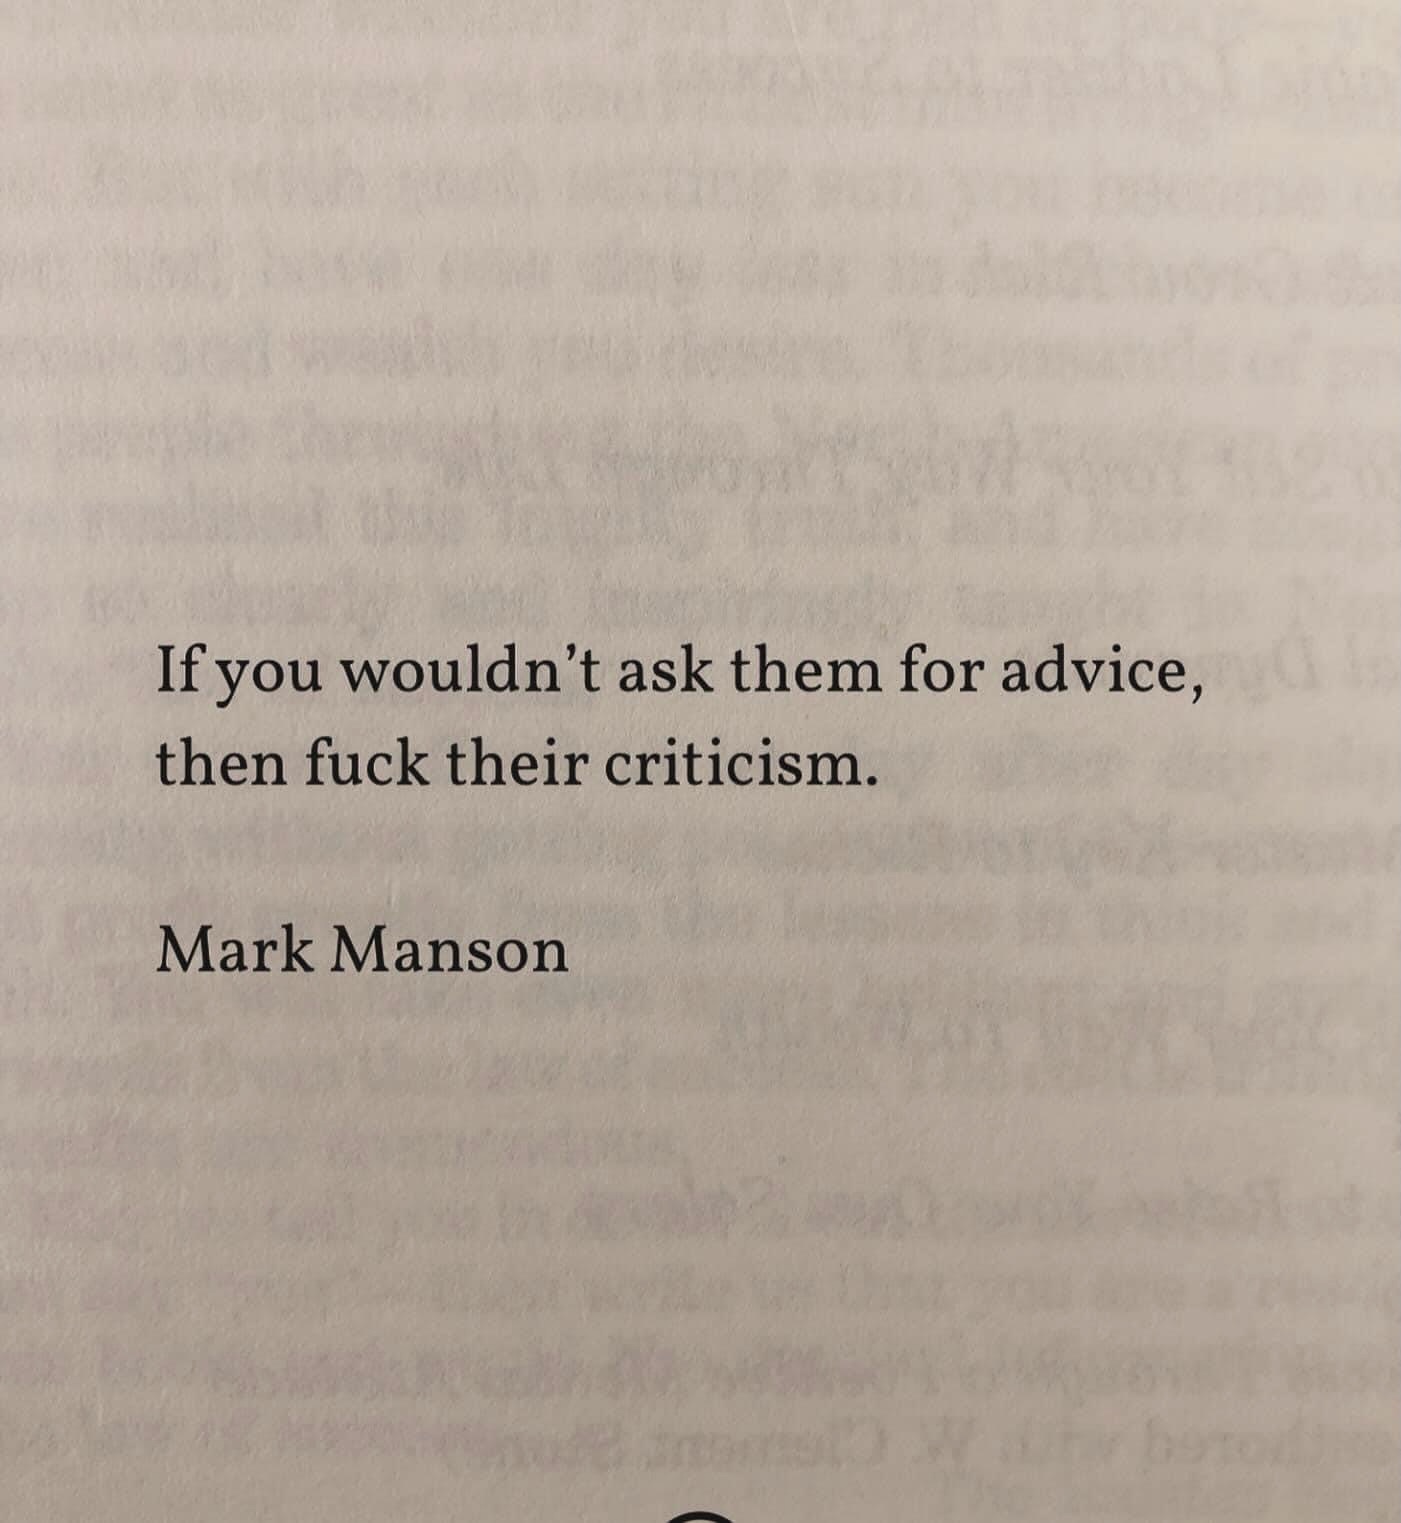 If you wouldn’t ask them for advice,
then fuck their criticism.
Mark Manson